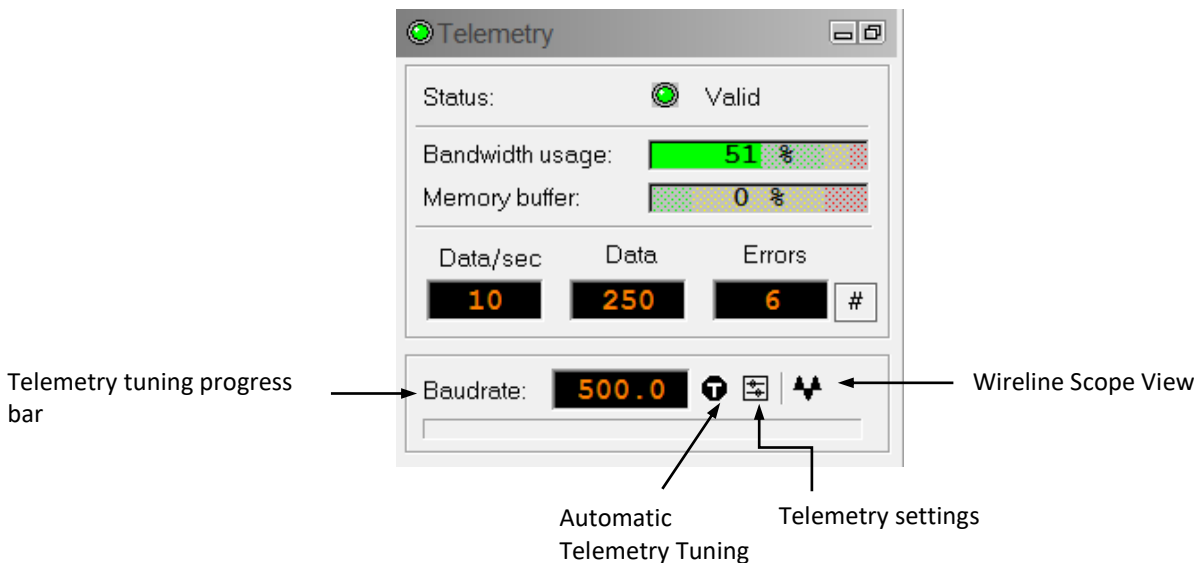 Telemetry
Status: Valid
Bandwidth usage: 51 %
Memory buffer: 0 %
Data/sec Data Errors
10 250 6 #
Telemetry tuning progress
bar
Baudrate: 500.0 T
Wireline Scope View
Automatic
Telemetry Tuning
Telemetry settings